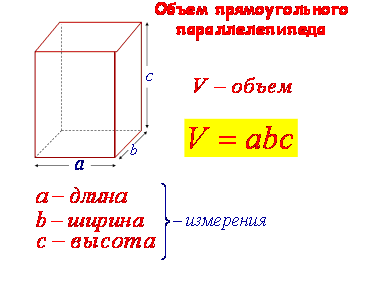 Объем прямоугольного
параллелепипеда
c
V – объем
V = abc
b
a
a – длина
b – ширина
c – высота
– измерения